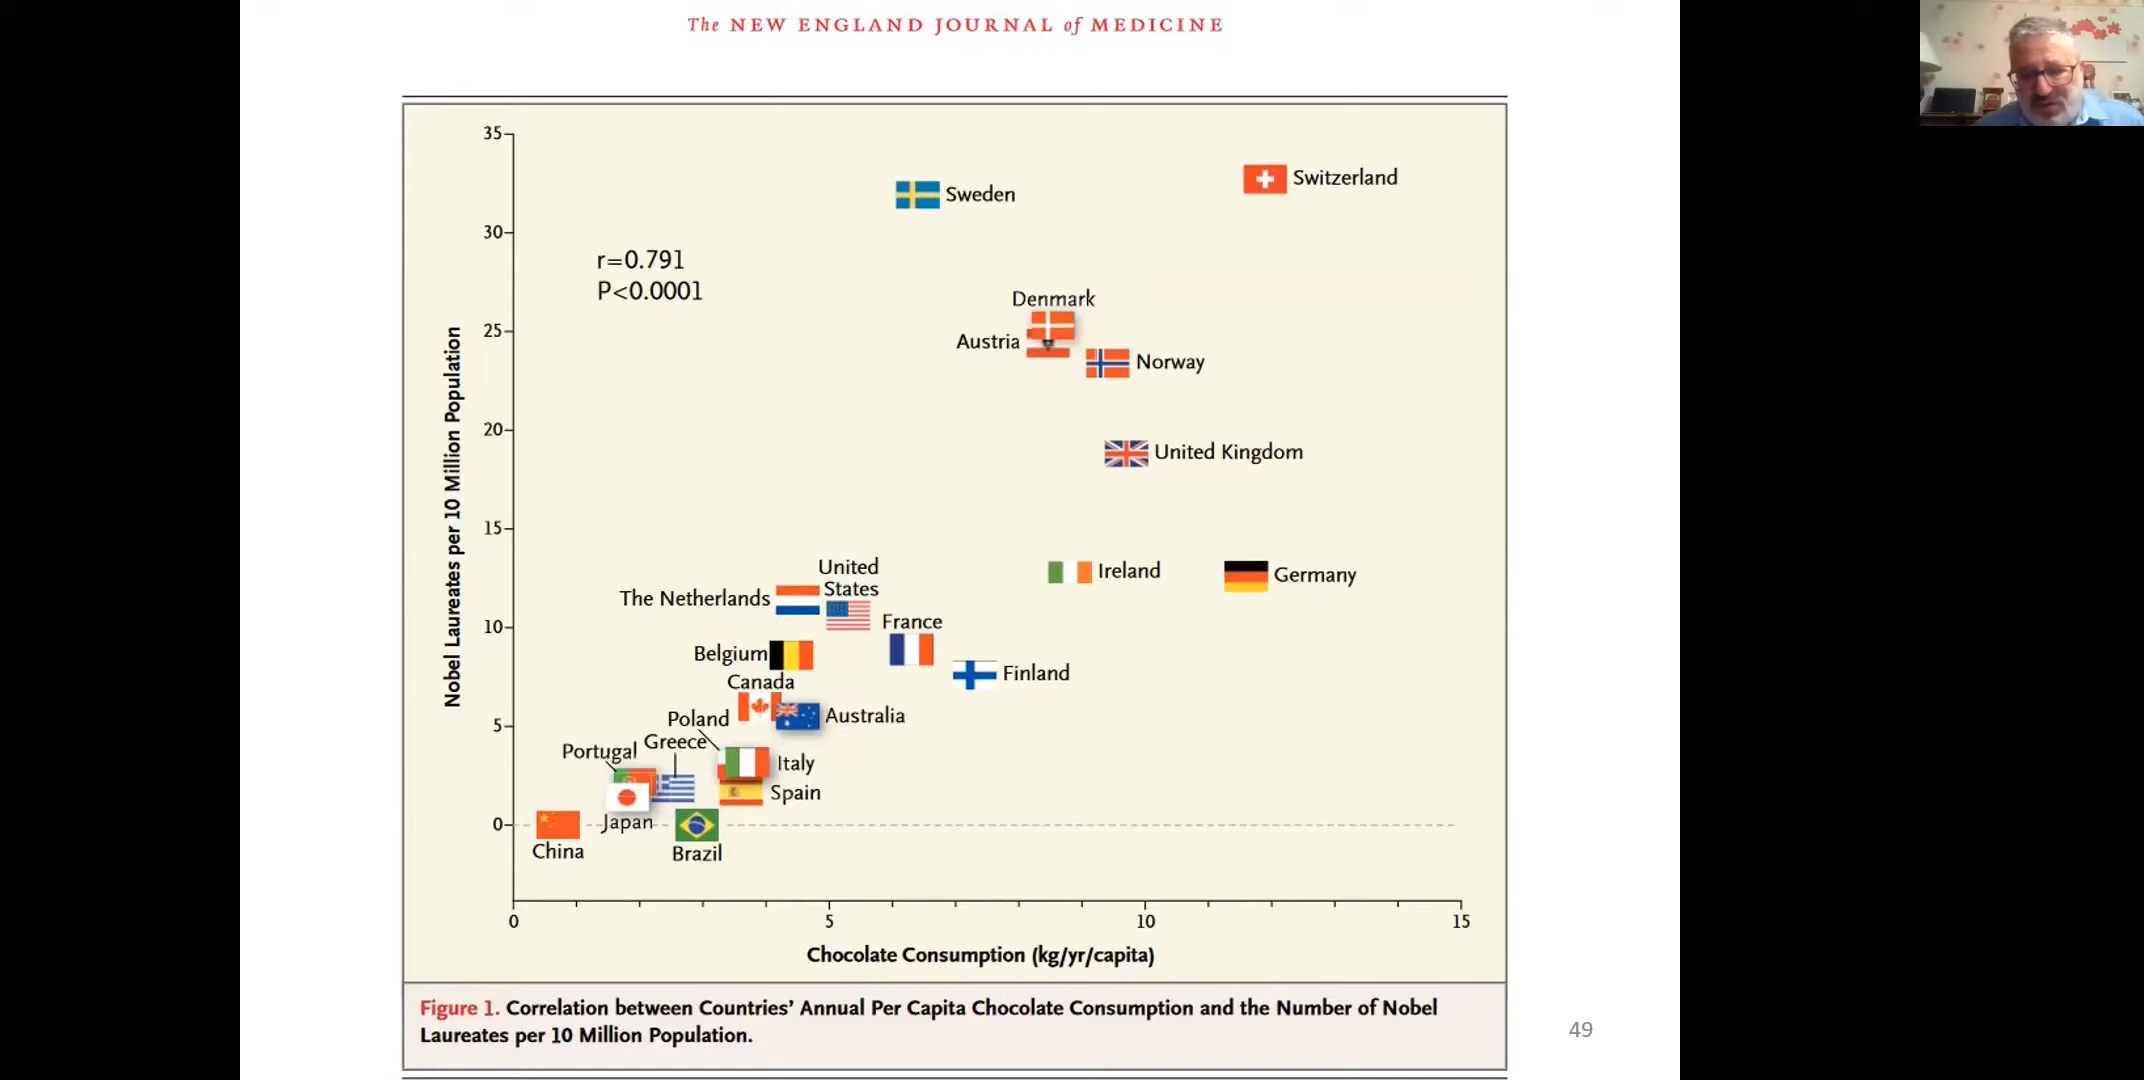 The NEW ENGLAND JOURNAL of MEDICINE
35
30
25
20
15
10
5
0
Nobel Laureates per 10 Million Population
r=0.791
P<0.0001
Sweden
Switzerland
Denmark
Austria
Norway
United Kingdom
Ireland
Germany
United
States
The Netherlands
France
Belgium
Finland
Canada
Australia
Poland
Greece
Portugal
Italy
Spain
Japan
China
Brazil
0
5
10
15
Chocolate Consumption (kg/yr/capita)
Figure 1. Correlation between Countries’ Annual Per Capita Chocolate Consumption and the Number of Nobel
Laureates per 10 Million Population.
49